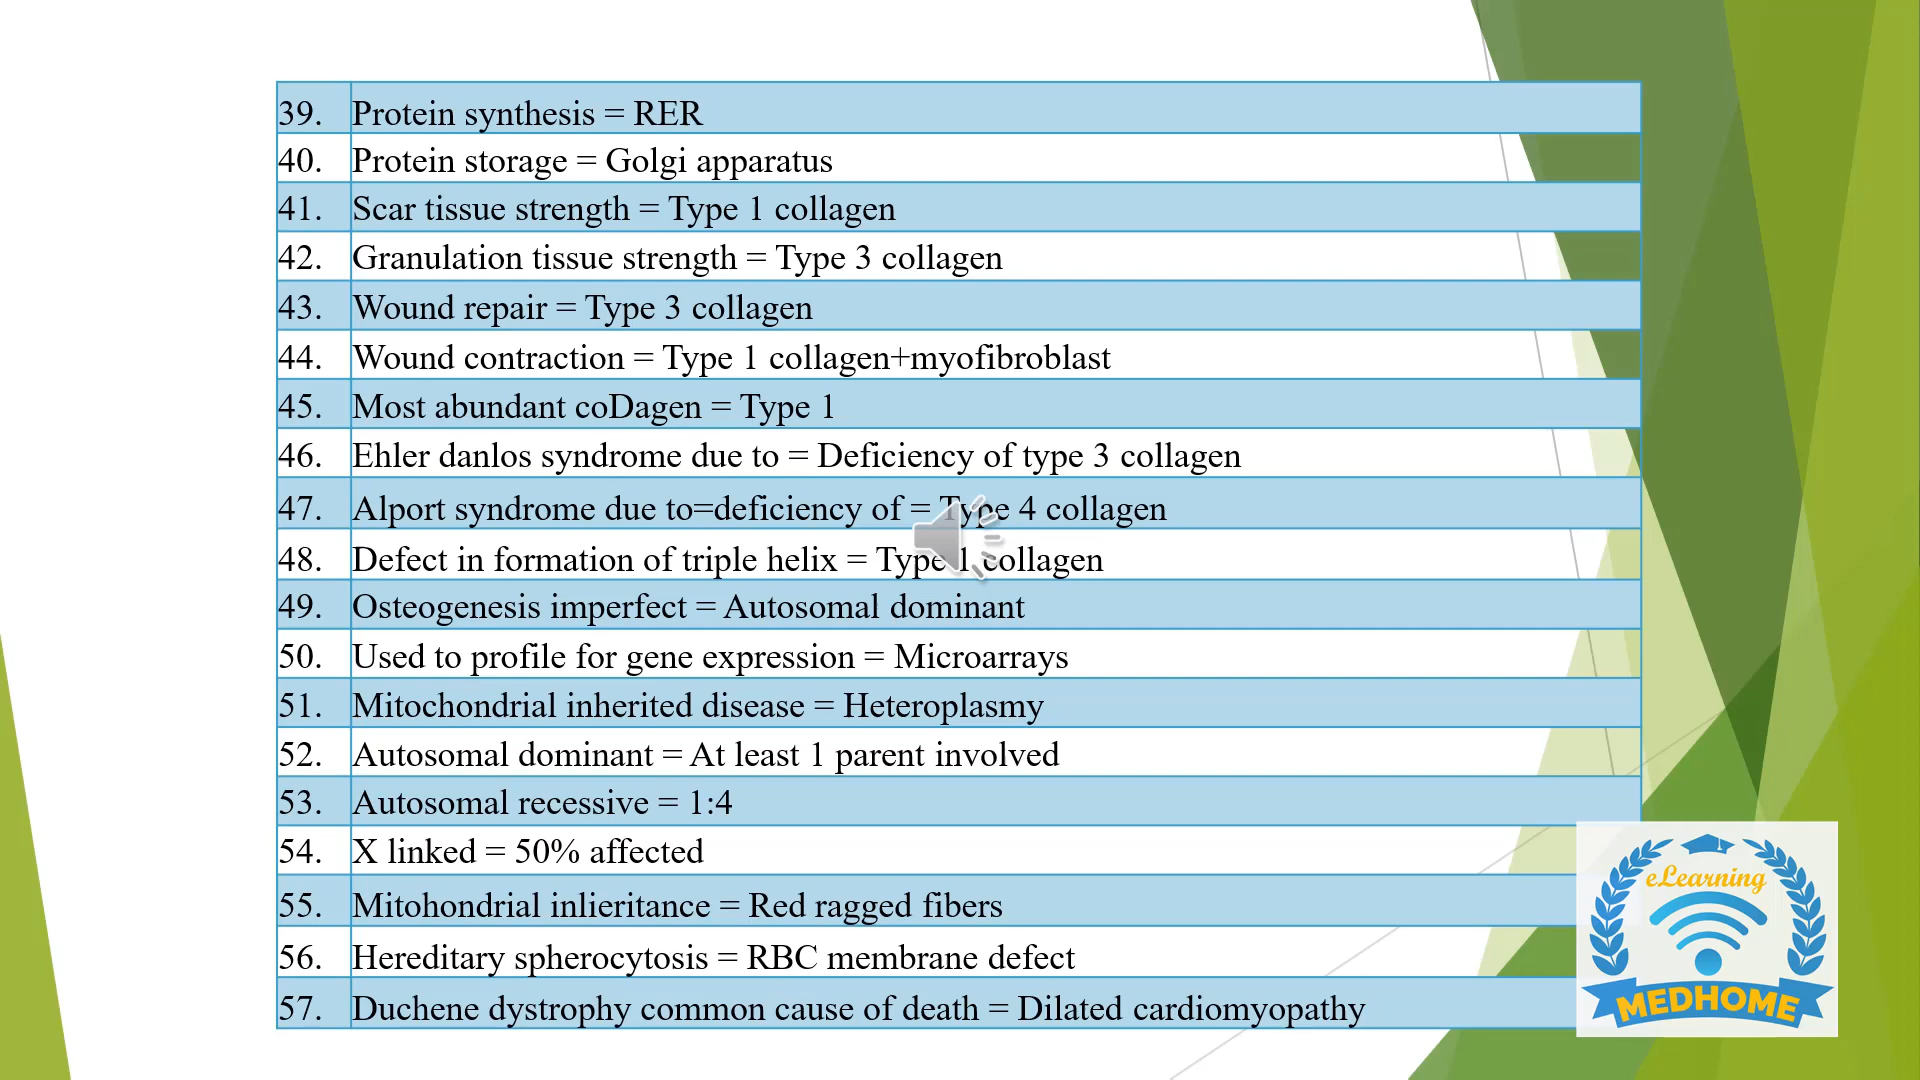 39. Protein synthesis = RER
40. Protein storage = Golgi apparatus
41. Scar tissue strength = Type 1 collagen
42. Granulation tissue strength = Type 3 collagen
43. Wound repair = Type 3 collagen
44. Wound contraction = Type 1 collagen+myofibroblast
45. Most abundant coDagen = Type 1
46. Ehler danlos syndrome due to = Deficiency of type 3 collagen
47. Alport syndrome due to=deficiency of = Type 4 collagen
48. Defect in formation of triple helix = Type 1 collagen
49. Osteogenesis imperfect = Autosomal dominant
50. Used to profile for gene expression = Microarrays
51. Mitochondrial inherited disease = Heteroplasmy
52. Autosomal dominant = At least 1 parent involved
53. Autosomal recessive = 1:4
54. X linked = 50% affected
55. Mitohondrial inlieritance = Red ragged fibers
56. Hereditary spherocytosis = RBC membrane defect
57. Duchene dystrophy common cause of death = Dilated cardiomyopathy
eLearning
MEDHOME